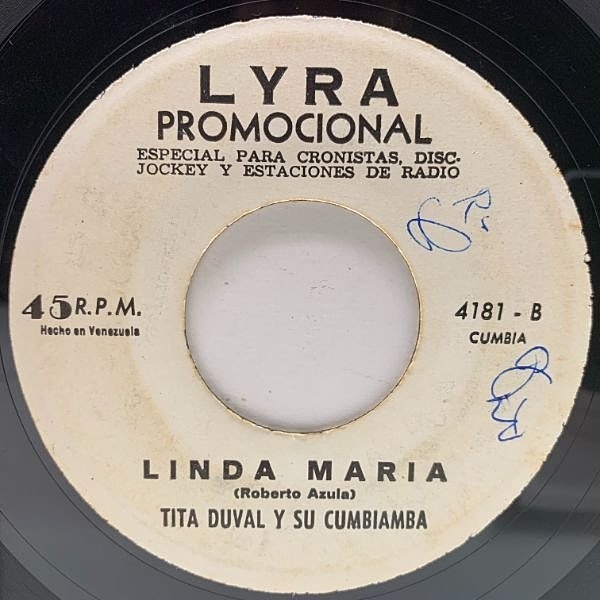 LYRA
PROMOCIONAL
ESPECIAL PARA CRONISTAS, DISC-
JOCKEY Y ESTACIONES DE RADIO
45 R.P.M.
Hecho en Venezuela
4181 - B
CUMBIA
LINDA MARIA
(Roberto Azula)
TITA DUVAL Y SU CUMBIAMBA